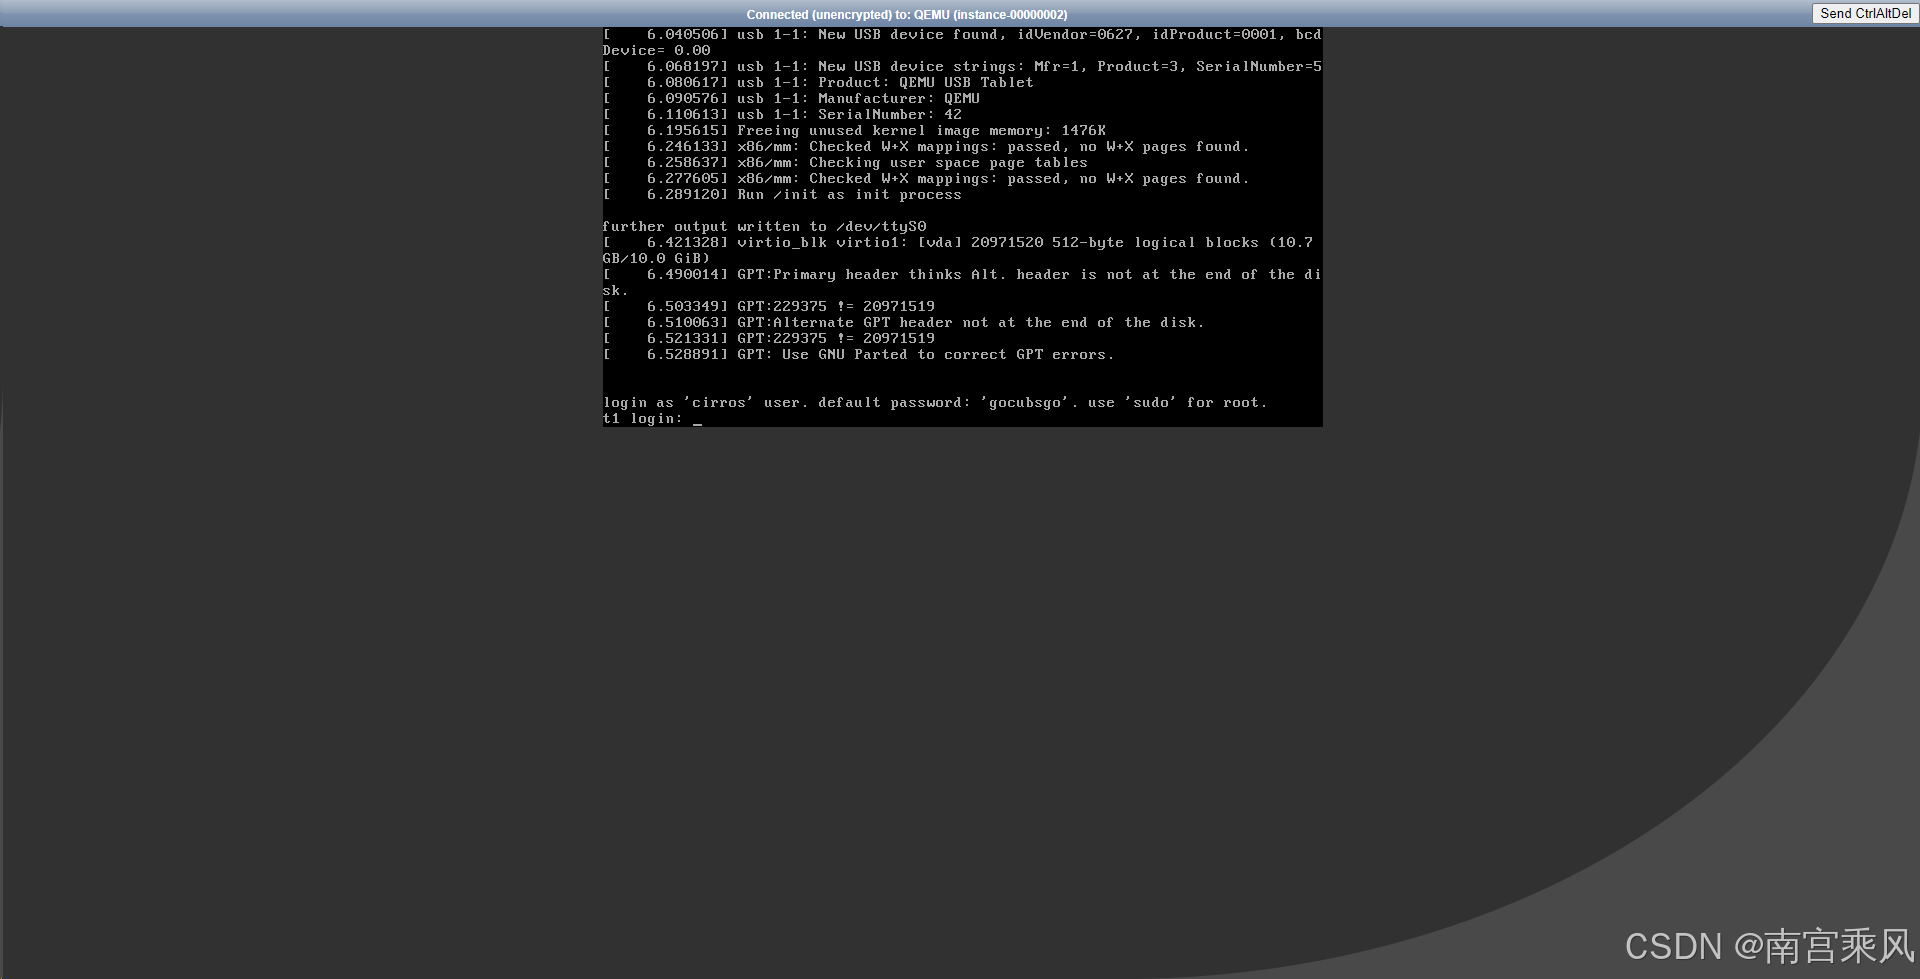 Connected (unencrypted) to: QEMU (instance-00000002)
Send CtrlAltDel
[    6.040506] usb 1-1: New USB device found, idVendor=0627, idProduct=0001, bcd
Device= 0.00
[    6.068197] usb 1-1: New USB device strings: Mfr=1, Product=3, SerialNumber=5
[    6.080617] usb 1-1: Product: QEMU USB Tablet
[    6.090576] usb 1-1: Manufacturer: QEMU
[    6.110613] usb 1-1: SerialNumber: 42
[    6.195615] Freeing unused kernel image memory: 1476K
[    6.246133] x86/mm: Checked W+X mappings: passed, no W+X pages found.
[    6.258637] x86/mm: Checking user space page tables
[    6.277605] x86/mm: Checked W+X mappings: passed, no W+X pages found.
[    6.289120] Run /init as init process
further output written to /dev/ttyS0
[    6.421328] virtio_blk virtio1: [vda] 20971520 512-byte logical blocks (10.7
GB/10.0 GiB)
[    6.490014] GPT:Primary header thinks Alt. header is not at the end of the di
sk.
[    6.503349] GPT:229375 != 20971519
[    6.510063] GPT:Alternate GPT header not at the end of the disk.
[    6.521331] GPT:229375 != 20971519
[    6.528891] GPT: Use GNU Parted to correct GPT errors.
login as 'cirros' user. default password: 'gocubsgo'. use 'sudo' for root.
t1 login: _
CSDN @南宫乘风